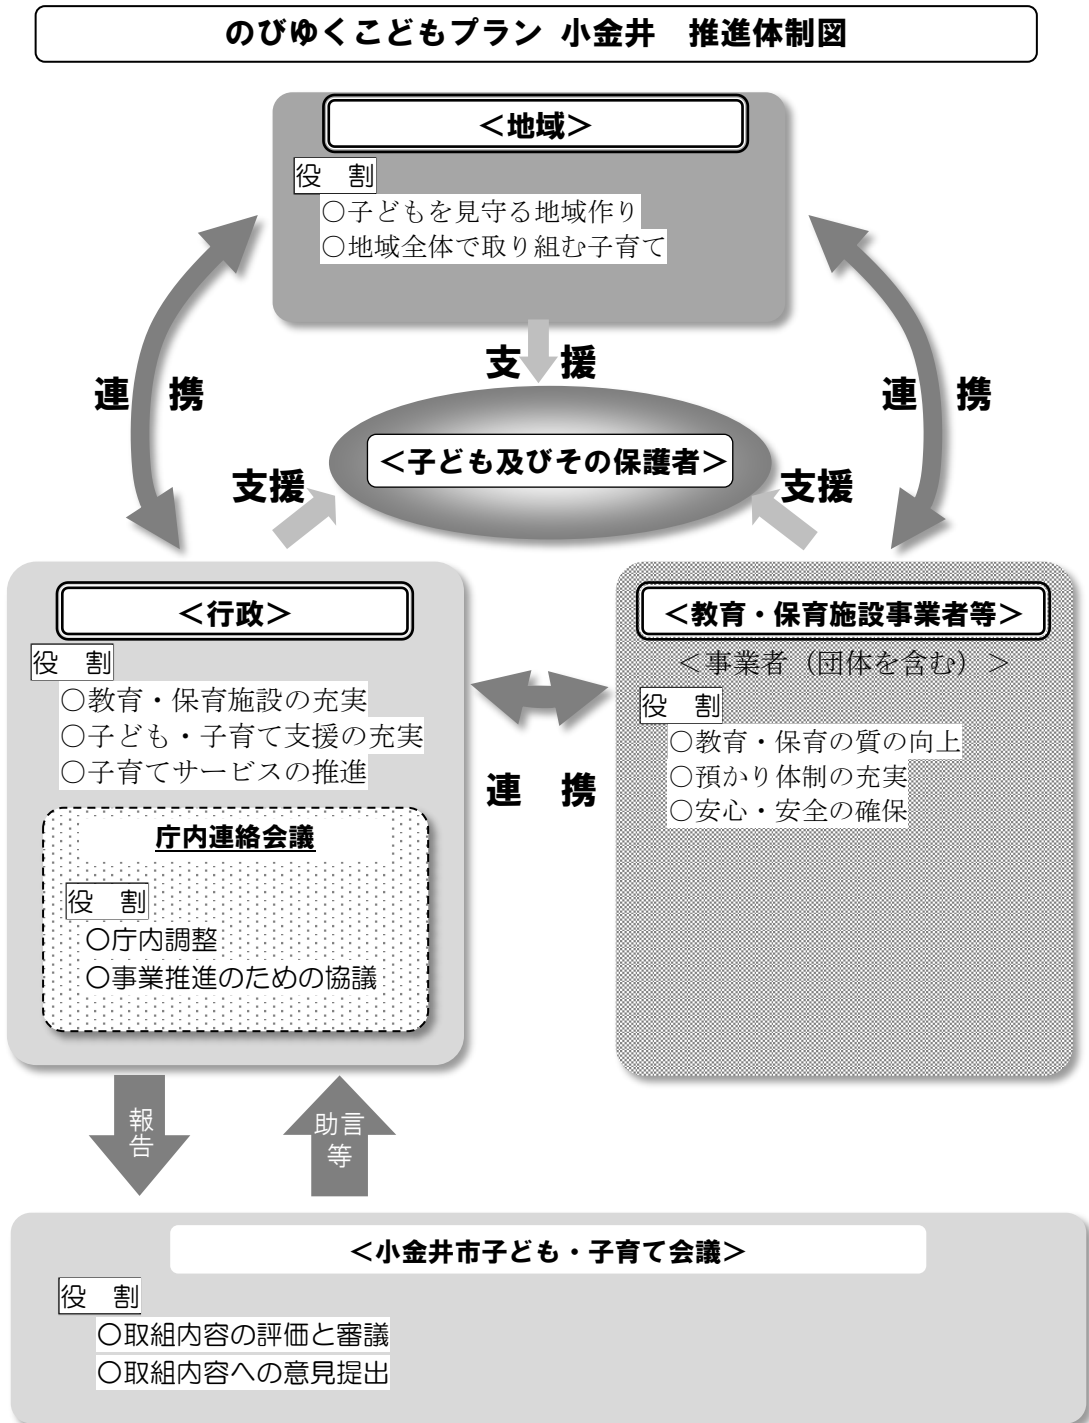 のびゆくこどもプラン 小金井　推進体制図
＜地域＞
役　割
○子どもを見守る地域作り
○地域全体で取り組む子育て
支　援
連　携
連　携
＜子ども及びその保護者＞
支援
支援
＜行政＞
役　割
○教育・保育施設の充実
○子ども・子育て支援の充実
○子育てサービスの推進
庁内連絡会議
役　割
○庁内調整
○事業推進のための協議
連　携
＜教育・保育施設事業者等＞
＜事業者（団体を含む）＞
役　割
○教育・保育の質の向上
○預かり体制の充実
○安心・安全の確保
報告
助言
等
＜小金井市子ども・子育て会議＞
役　割
○取組内容の評価と審議
○取組内容への意見提出